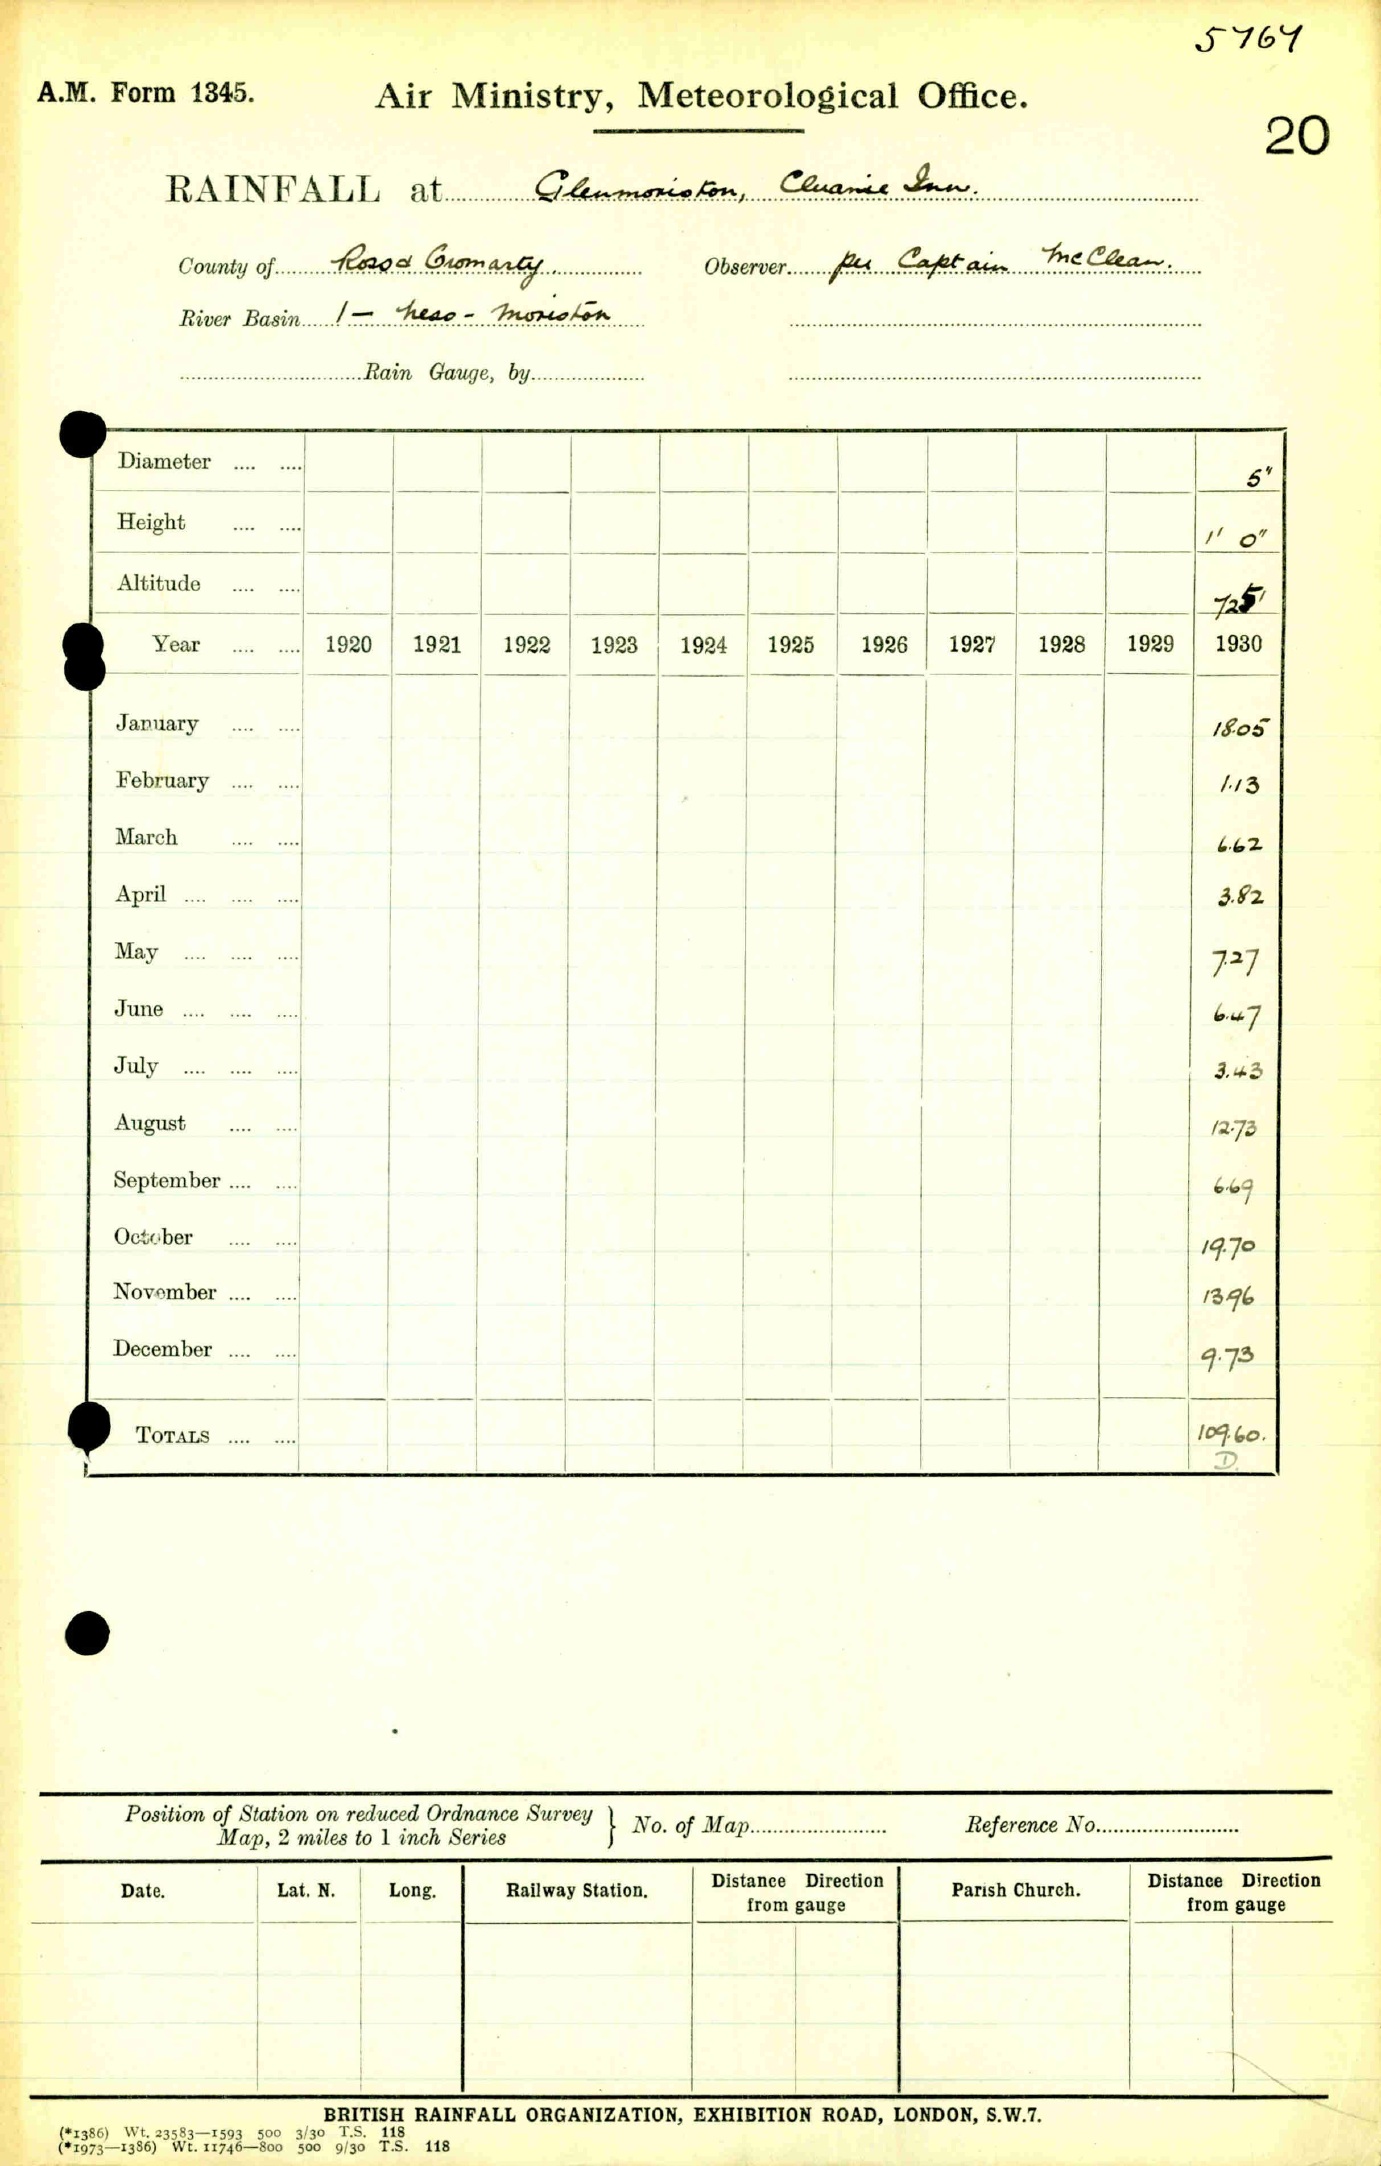 5767
A.M. Form 1345.
Air Ministry, Meteorological Office.
20
RAINFALL at Glenmoriston, Cluanie Inn.
County of Ross & Cromarty. Observer per Captain McClean.
River Basin 1 — Ness - Moriston
Rain Gauge, by
Diameter .... .... 5"
Height .... .... 1' 0"
Altitude .... .... 725'
Year .... .... 1920 1921 1922 1923 1924 1925 1926 1927 1928 1929 1930
January .... .... 18.05
February .... .... 1.13
March .... .... 6.62
April .... .... .... 3.82
May .... .... .... 7.27
June .... .... .... 6.47
July .... .... .... 3.43
August .... .... 12.73
September .... .... 6.69
October .... .... 19.70
November .... .... 13.96
December .... .... 9.73
TOTALS .... .... 109.60.
D.
Position of Station on reduced Ordnance Survey
Map, 2 miles to 1 inch Series } No. of Map Reference No.
Date. Lat. N. Long. Railway Station. Distance Direction from gauge Parish Church. Distance Direction from gauge
BRITISH RAINFALL ORGANIZATION, EXHIBITION ROAD, LONDON, S.W.7.
(*1386) Wt. 23583—1593 500 3/30 T.S. 118
(*1973—1386) Wt. 11746—800 500 9/30 T.S. 118